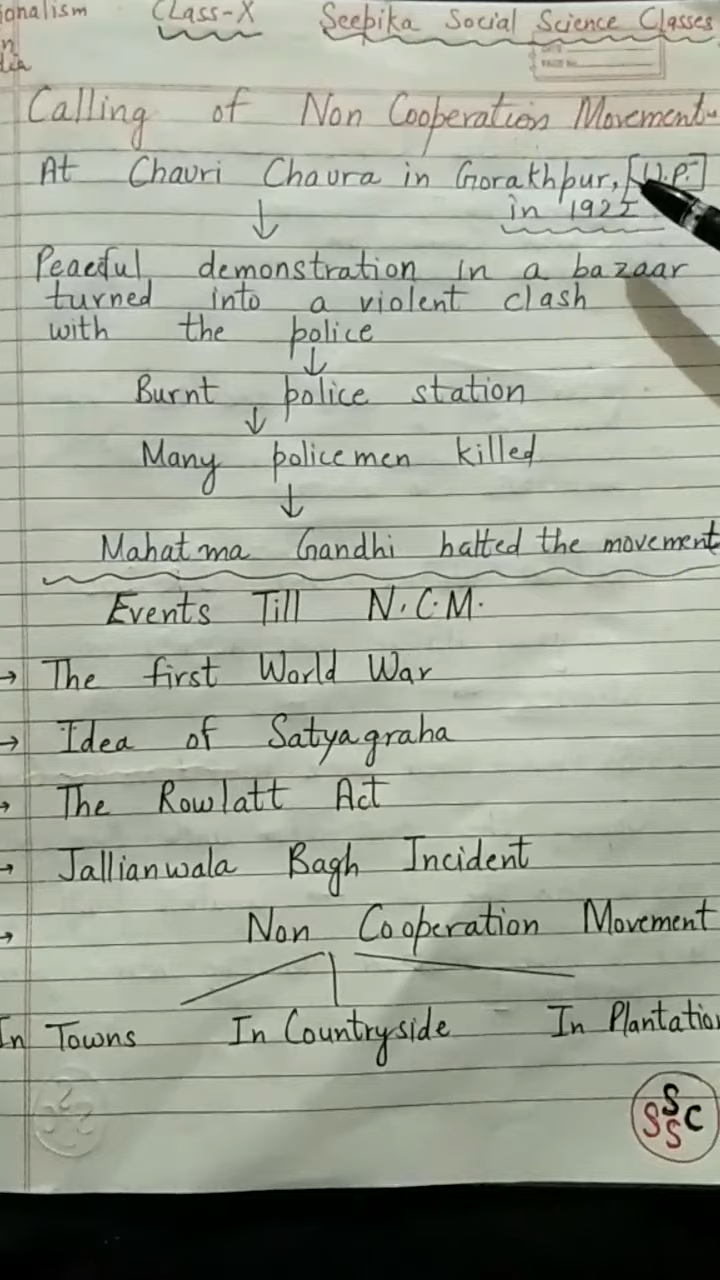 onalism CLASS-X Seepika Social Science Classes
n
dia
Calling of Non Cooperation Movement-
At Chauri Chaura in Gorakhpur, [U.P.]
in 1922
↓
Peaceful demonstration in a bazaar
turned into a violent clash
with the police
↓
Burnt police station
↓
Many policemen killed
↓
Mahatma Gandhi halted the movement
Events Till N.C.M.
→ The first World War
→ Idea of Satyagraha
→ The Rowlatt Act
→ Jallianwala Bagh Incident
→ Non Cooperation Movement
In Towns In Countryside In Plantation
SSSC